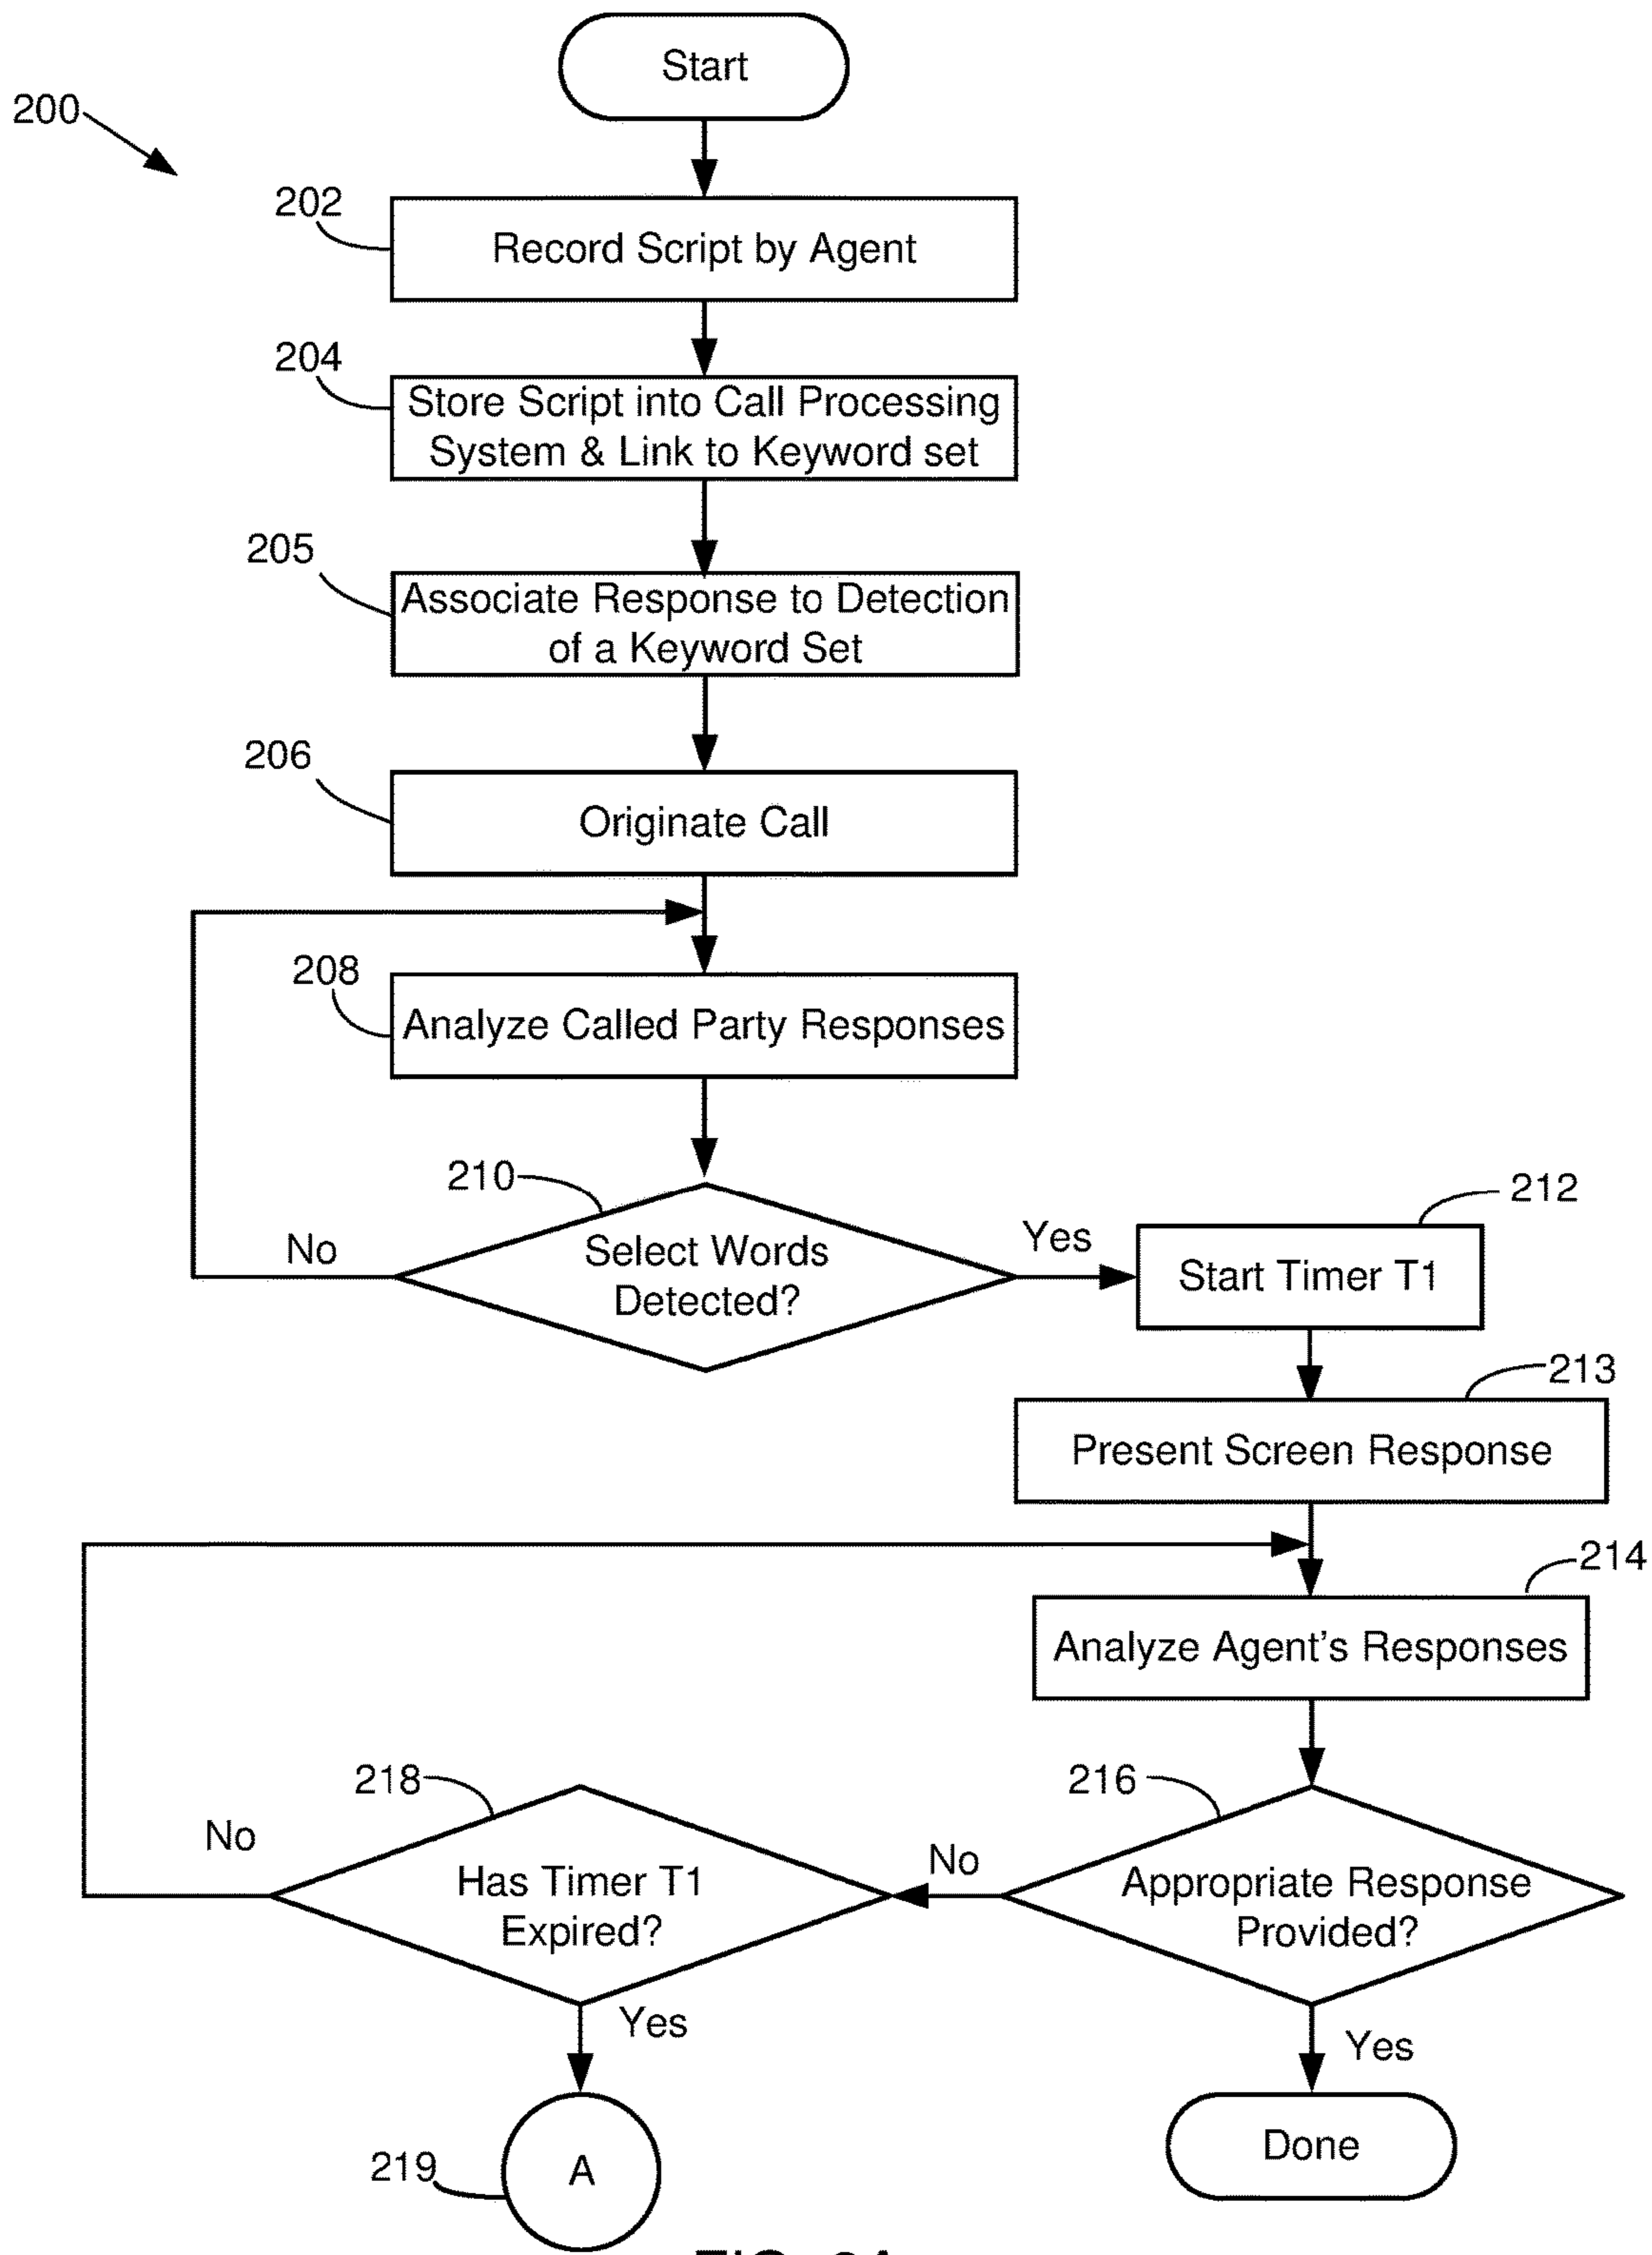 Start
200
202
Record Script by Agent
204
Store Script into Call Processing
System & Link to Keyword set
205
Associate Response to Detection
of a Keyword Set
206
Originate Call
208
Analyze Called Party Responses
210
Select Words
Detected?
No
Yes
212
Start Timer T1
213
Present Screen Response
214
Analyze Agent's Responses
216
Appropriate Response
Provided?
No
218
Has Timer T1
Expired?
No
Yes
Yes
219
A
Done